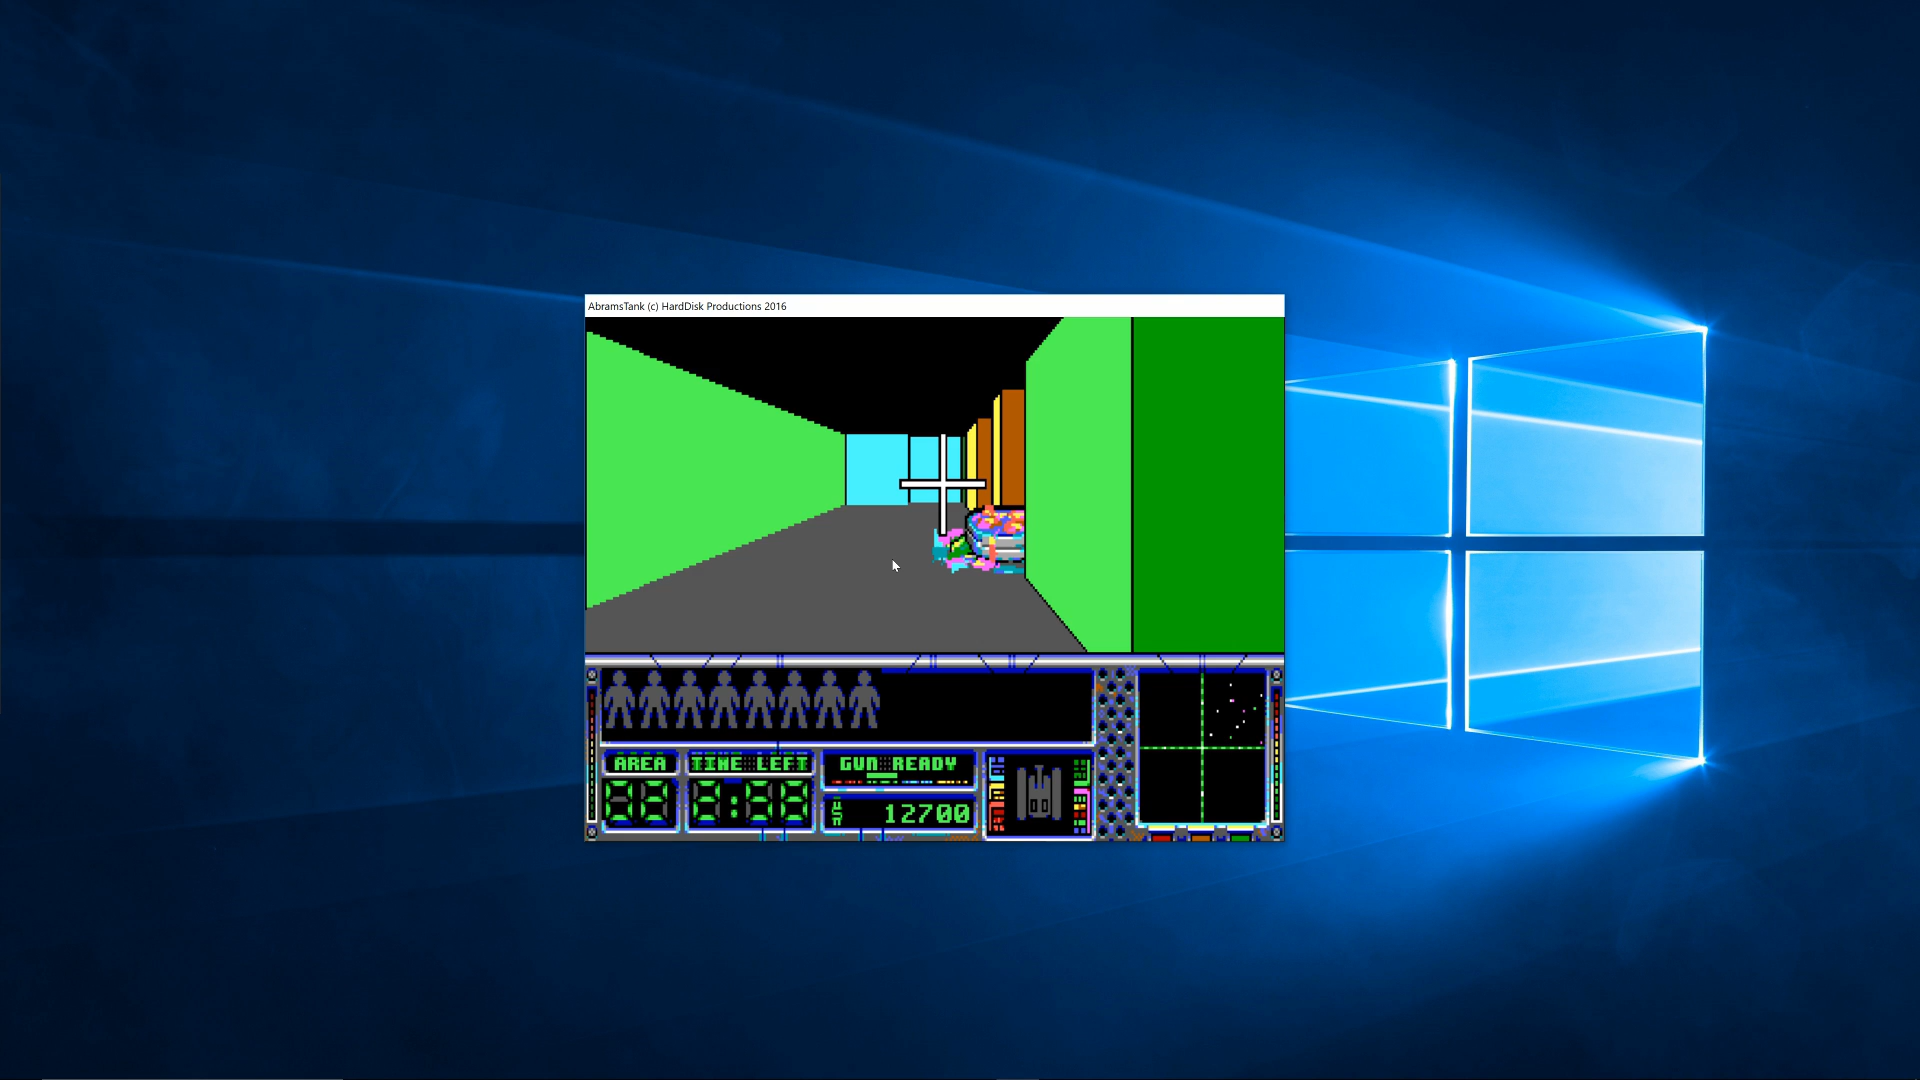 AbramsTank (c) HardDisk Productions 2016
AREA
TIME LEFT
GUN READY
12700